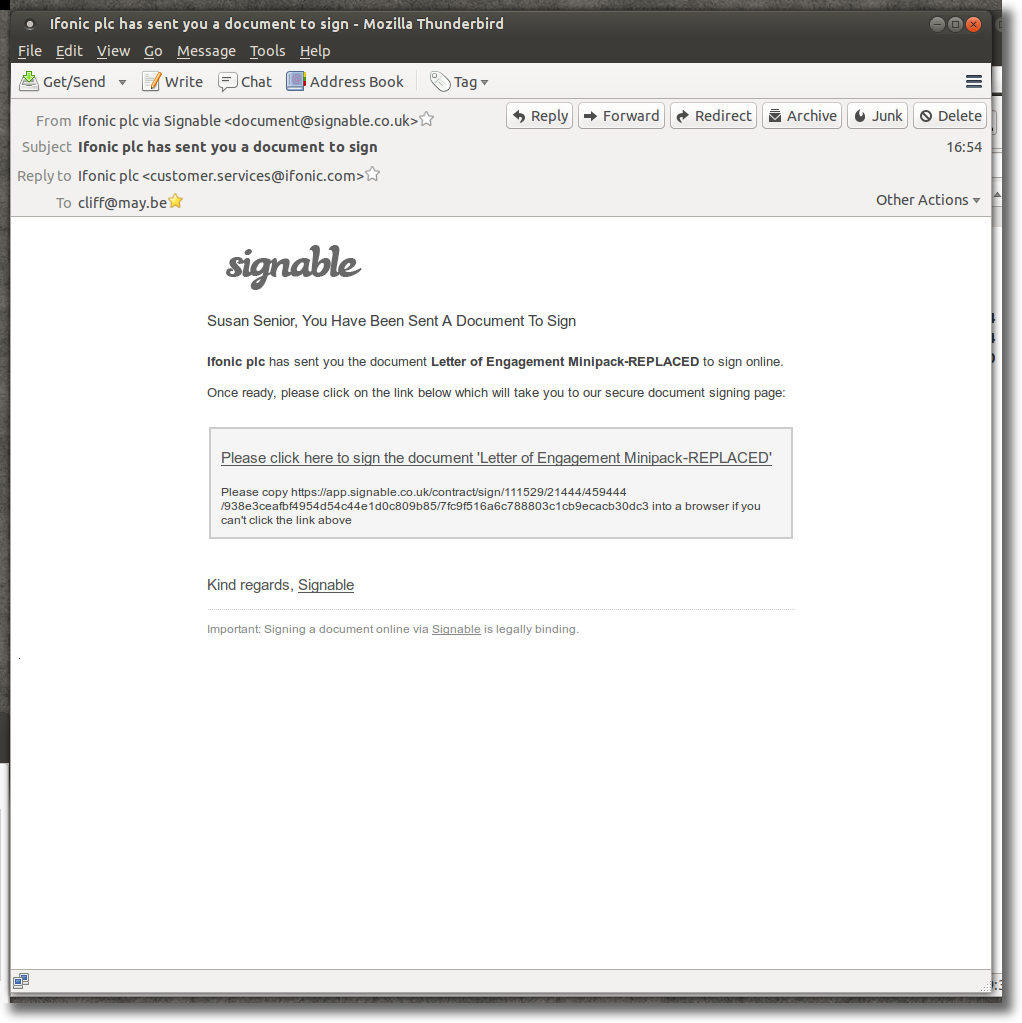 Ifonic plc has sent you a document to sign - Mozilla Thunderbird
File Edit View Go Message Tools Help
Get/Send Write Chat Address Book Tag
From Ifonic plc via Signable <document@signable.co.uk> Reply Forward Redirect Archive Junk Delete
Subject Ifonic plc has sent you a document to sign 16:54
Reply to Ifonic plc <customer.services@ifonic.com>
To cliff@may.be Other Actions
signable
Susan Senior, You Have Been Sent A Document To Sign
Ifonic plc has sent you the document Letter of Engagement Minipack-REPLACED to sign online.
Once ready, please click on the link below which will take you to our secure document signing page:
Please click here to sign the document 'Letter of Engagement Minipack-REPLACED'
Please copy https://app.signable.co.uk/contract/sign/111529/21444/459444
/938e3ceafbf4954d54c44e1d0c809b85/7fc9f516a6c788803c1cb9ecacb30dc3 into a browser if you
can't click the link above
Kind regards, Signable
Important: Signing a document online via Signable is legally binding.